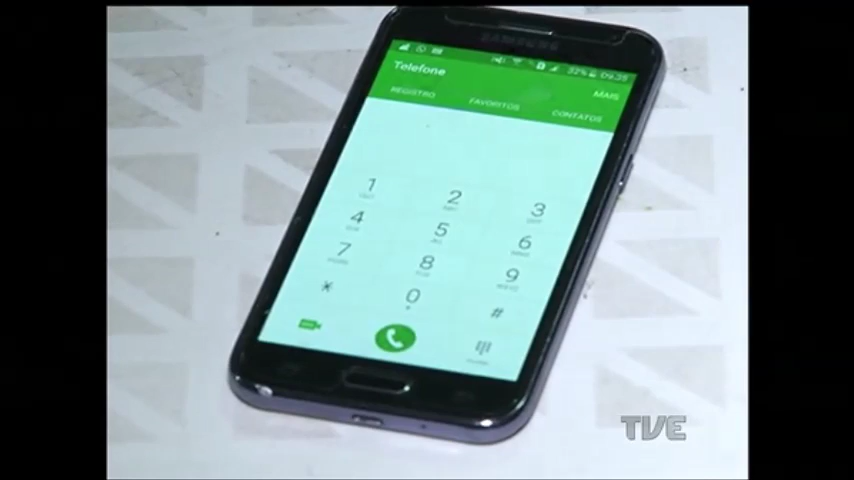 SAMSUNG
32% 09:35
Telefone
MAIS
REGISTRO FAVORITOS CONTATOS
1 2 3
4 5 6
7 8 9
* 0 #
+
TVE